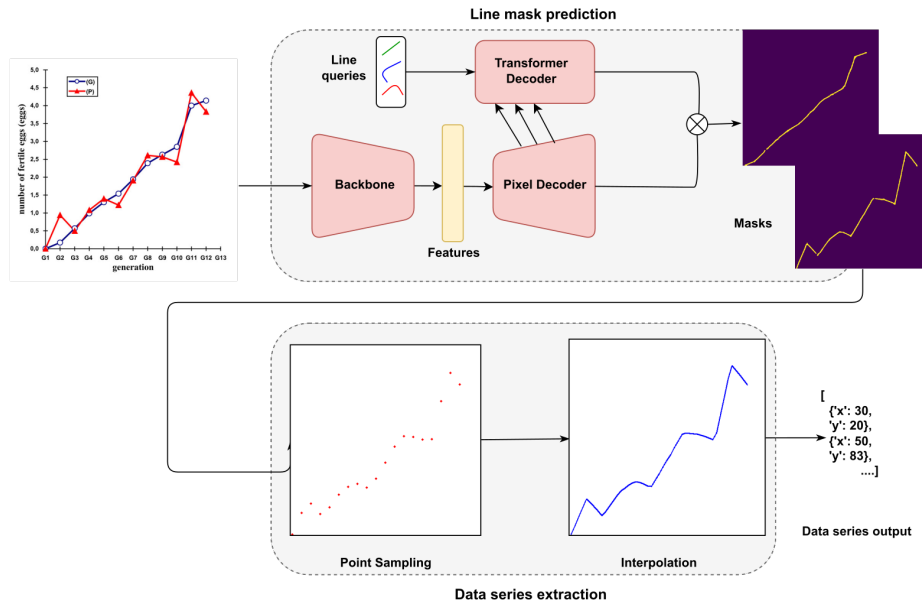 Line mask prediction
Line
queries
Transformer
Decoder
Backbone
Features
Pixel Decoder
Masks
5,0
4,5
4,0
3,5
3,0
2,5
2,0
1,5
1,0
0,5
0,0
(G)
(P)
number of fertile eggs (eggs)
G1 G2 G3 G4 G5 G6 G7 G8 G9 G10 G11 G12 G13
generation
[
{'x': 30,
'y': 20},
{'x': 50,
'y': 83},
....]
Data series output
Point Sampling
Interpolation
Data series extraction